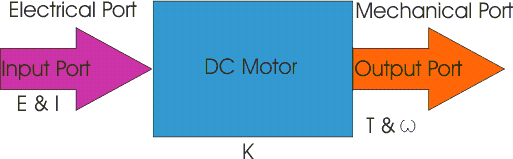 Electrical Port
Mechanical Port
Input Port
DC Motor
Output Port
E & I
T & ω
K